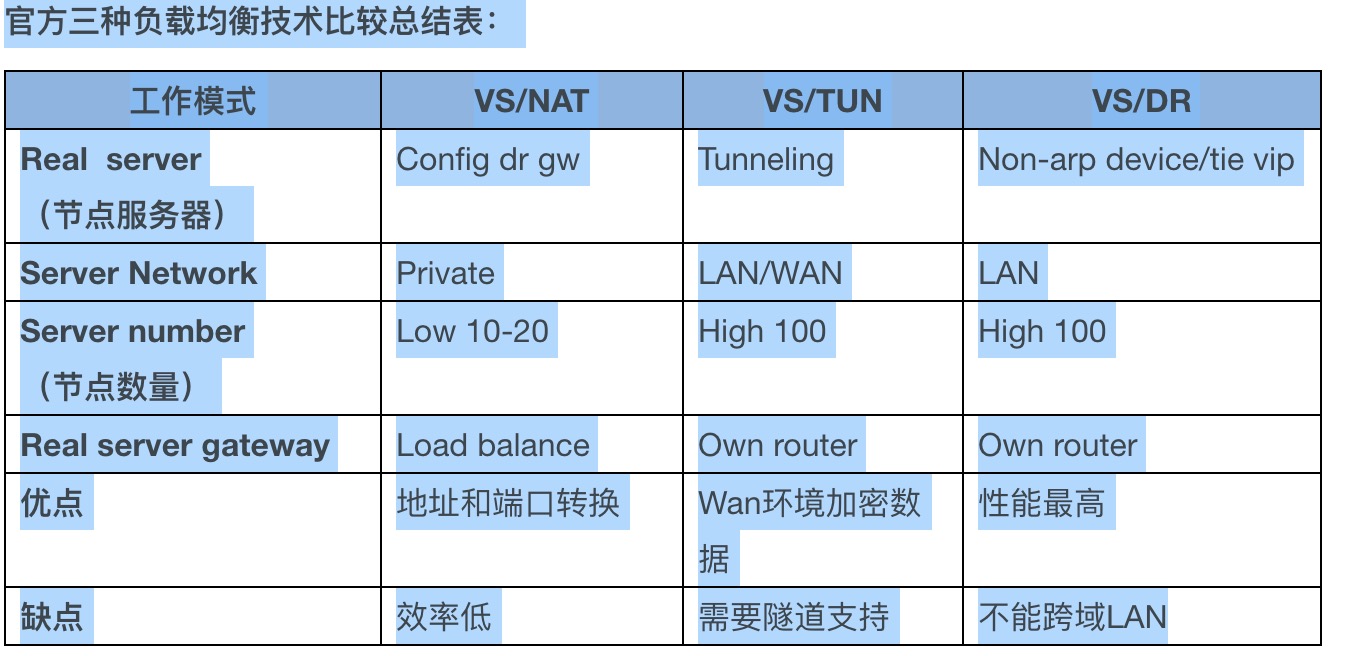 官方三种负载均衡技术比较总结表：
工作模式 VS/NAT VS/TUN VS/DR
Real server Config dr gw Tunneling Non-arp device/tie vip
（节点服务器）
Server Network Private LAN/WAN LAN
Server number Low 10-20 High 100 High 100
（节点数量）
Real server gateway Load balance Own router Own router
优点 地址和端口转换 Wan环境加密数 性能最高
据
缺点 效率低 需要隧道支持 不能跨域LAN